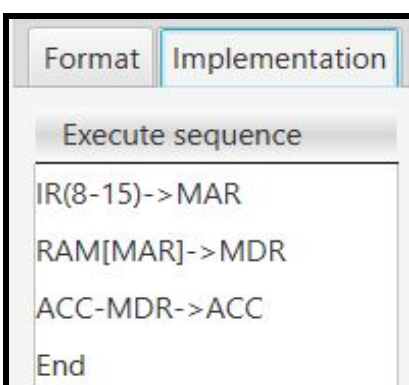 Format Implementation
Execute sequence
IR(8-15)->MAR
RAM[MAR]->MDR
ACC-MDR->ACC
End